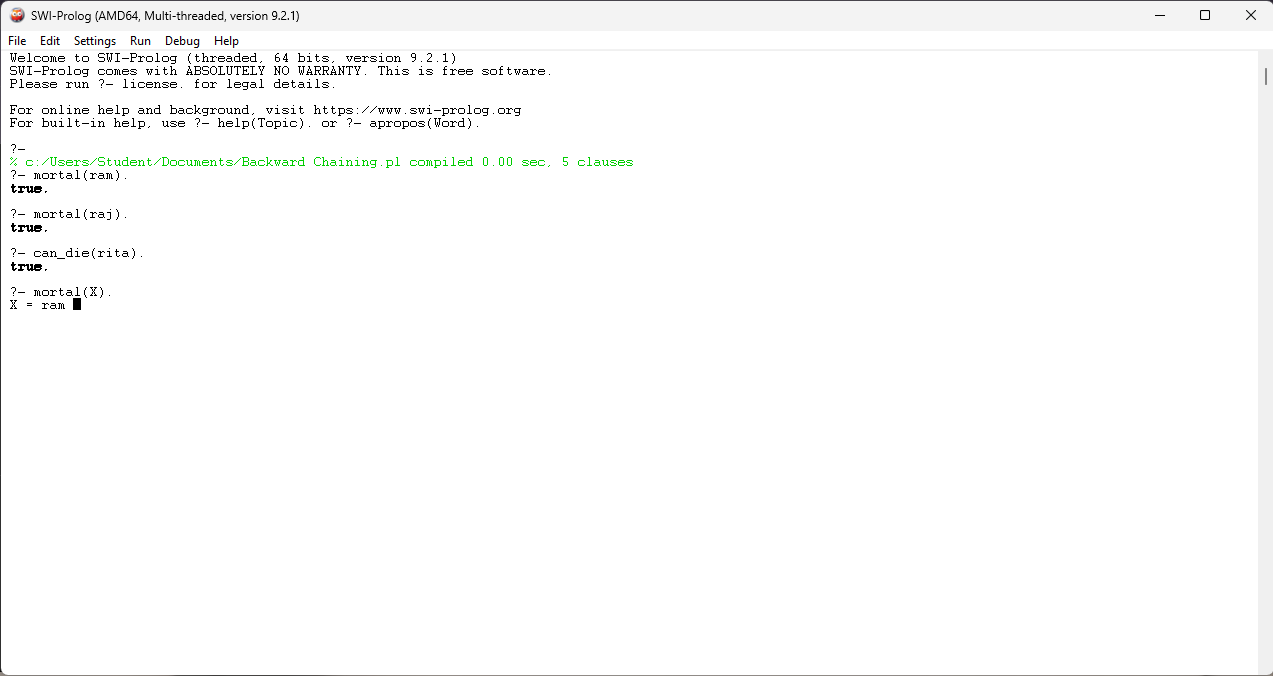 SWI-Prolog (AMD64, Multi-threaded, version 9.2.1)
File Edit Settings Run Debug Help
Welcome to SWI-Prolog (threaded, 64 bits, version 9.2.1)
SWI-Prolog comes with ABSOLUTELY NO WARRANTY. This is free software.
Please run ?- license. for legal details.
For online help and background, visit https://www.swi-prolog.org
For built-in help, use ?- help(Topic). or ?- apropos(Word).
?-
% c:/Users/Student/Documents/Backward Chaining.pl compiled 0.00 sec, 5 clauses
?- mortal(ram).
true.
?- mortal(raj).
true.
?- can_die(rita).
true.
?- mortal(X).
X = ram